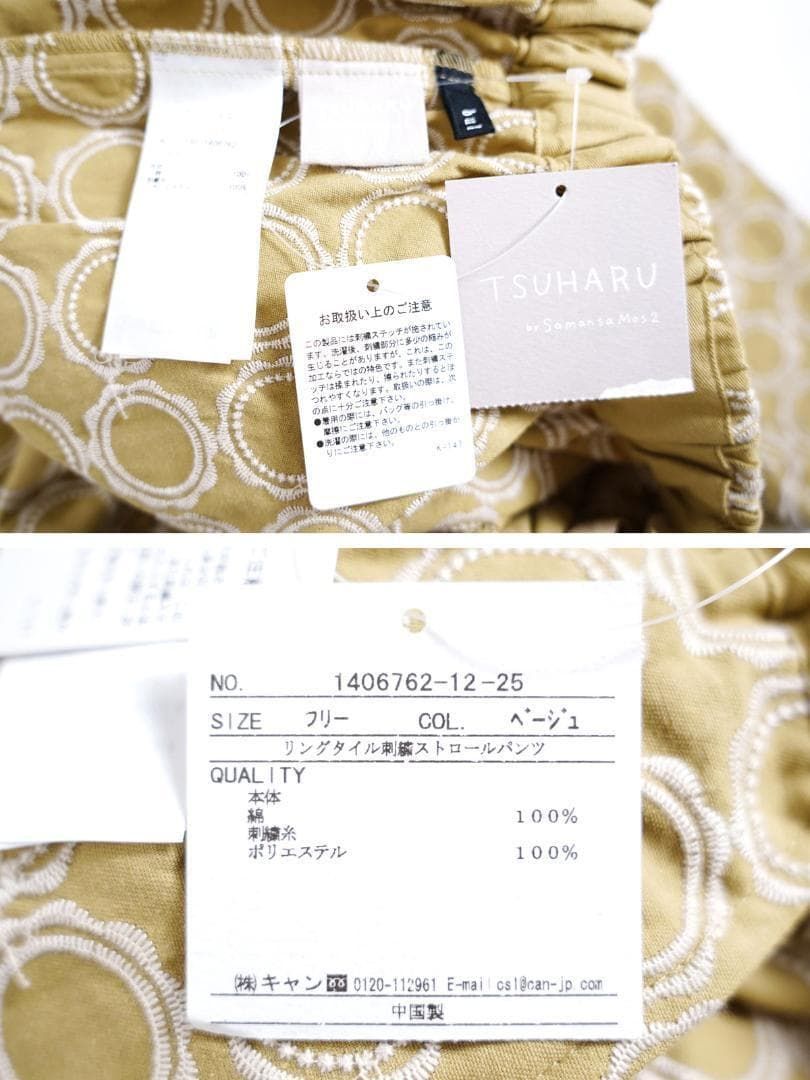 TSUHARU
TSUHARU
by Samansa Mos2
お取扱い上のご注意
この製品には刺繍ステッチが施されてい
ます。洗濯後、刺繍部分に多少の縮みが
生じることがありますが、これは、この
加工ならではの特色です。また刺繍ステ
ッチは揉まれたり、擦られたりするとほ
つれやすくなります。取扱いの際は、次
の点に十分ご注意下さい。
●着用の際には、バッグ等の引っ掛け、
摩擦にご注意下さい。
●洗濯の際には、他のものとの引っ掛か
りにご注意下さい。
K-147
NO. 1406762-12-25
SIZE フリー COL. ベージュ
リングタイル刺繍ストロールパンツ
QUALITY
本体
綿 100%
刺繍糸
ポリエステル 100%
㈱キャン 0120-112961 E-mail cs1@can-jp.com
中国製